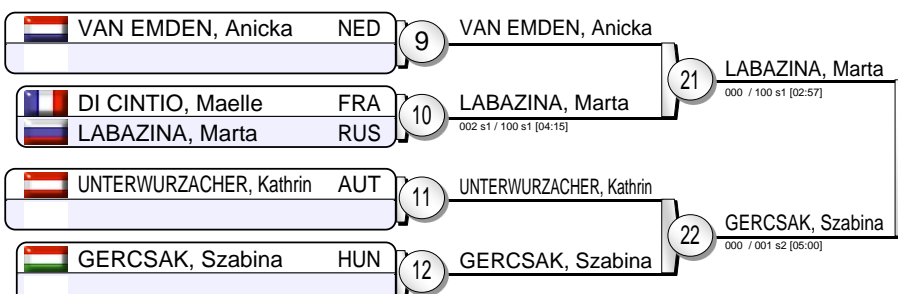 VAN EMDEN, Anicka NED
9
VAN EMDEN, Anicka
21
LABAZINA, Marta
000 / 100 s1 [02:57]
DI CINTIO, Maelle FRA
LABAZINA, Marta RUS
10
LABAZINA, Marta
002 s1 / 100 s1 [04:15]
UNTERWURZACHER, Kathrin AUT
11
UNTERWURZACHER, Kathrin
22
GERCSAK, Szabina
000 / 001 s2 [05:00]
GERCSAK, Szabina HUN
12
GERCSAK, Szabina